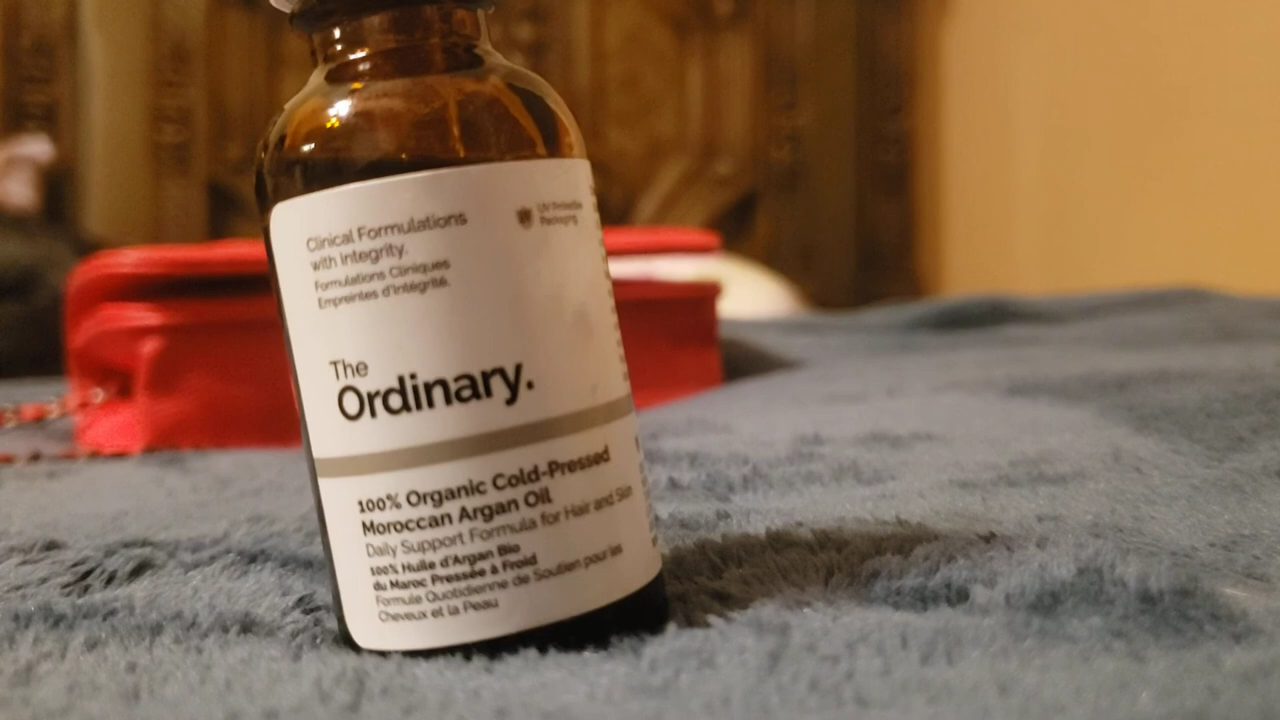 Clinical Formulations
with Integrity.
Formulations Cliniques
Empreintes d'Intégrité.
UV Protective
Packaging
The
Ordinary.
100% Organic Cold-Pressed
Moroccan Argan Oil
Daily Support Formula for Hair and Skin
100% Huile d'Argan Bio
du Maroc Pressée à Froid
Formule Quotidienne de Soutien pour les
Cheveux et la Peau